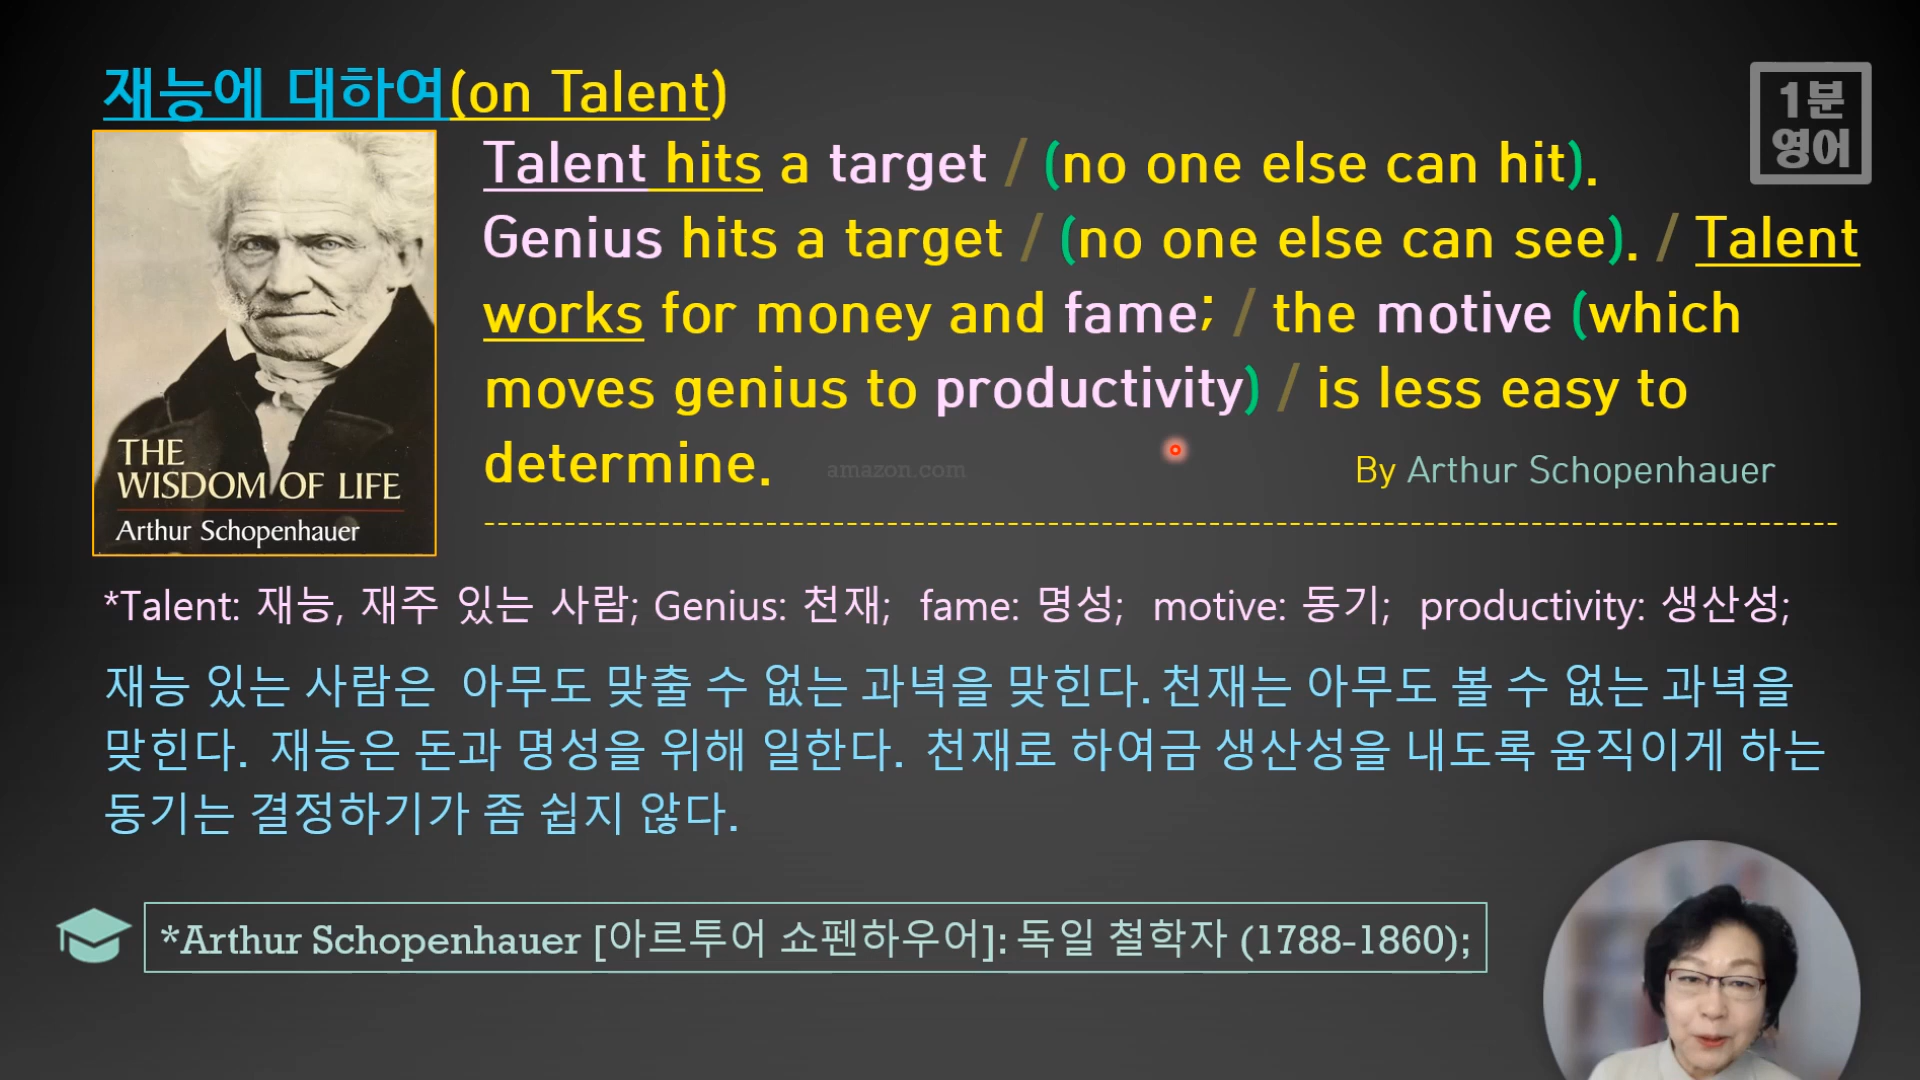 재능에 대하여(on Talent)
1분
영어
Talent hits a target / (no one else can hit).
Genius hits a target / (no one else can see). / Talent
works for money and fame; / the motive (which
moves genius to productivity) / is less easy to
determine.
amazon.com
By Arthur Schopenhauer
THE
WISDOM OF LIFE
Arthur Schopenhauer
*Talent: 재능, 재주 있는 사람; Genius: 천재; fame: 명성; motive: 동기; productivity: 생산성;
재능 있는 사람은 아무도 맞출 수 없는 과녁을 맞힌다. 천재는 아무도 볼 수 없는 과녁을
맞힌다. 재능은 돈과 명성을 위해 일한다. 천재로 하여금 생산성을 내도록 움직이게 하는
동기는 결정하기가 좀 쉽지 않다.
*Arthur Schopenhauer [아르투어 쇼펜하우어]: 독일 철학자 (1788-1860);